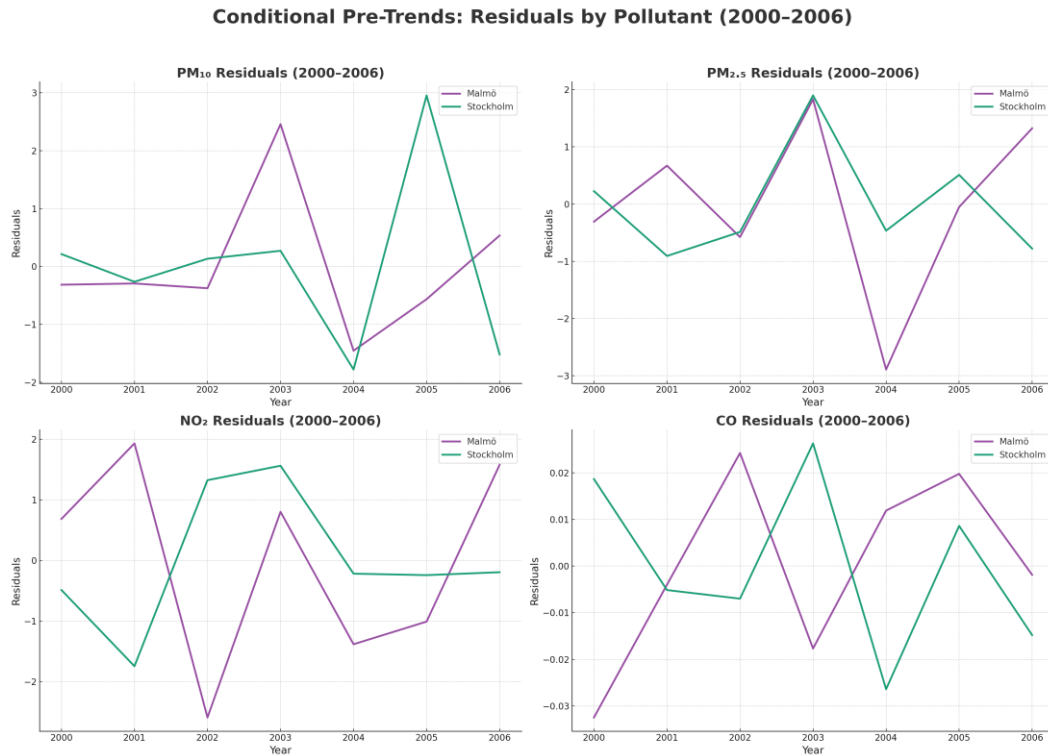 Conditional Pre-Trends: Residuals by Pollutant (2000–2006)
PM₁₀ Residuals (2000–2006)
Malmö
Stockholm
3
2
1
0
−1
−2
Residuals
2000 2001 2002 2003 2004 2005 2006
Year
PM₂.₅ Residuals (2000–2006)
Malmö
Stockholm
2
1
0
−1
−2
−3
Residuals
2000 2001 2002 2003 2004 2005 2006
Year
NO₂ Residuals (2000–2006)
Malmö
Stockholm
2
1
0
−1
−2
Residuals
2000 2001 2002 2003 2004 2005 2006
Year
CO Residuals (2000–2006)
Malmö
Stockholm
0.02
0.01
0.00
−0.01
−0.02
−0.03
Residuals
2000 2001 2002 2003 2004 2005 2006
Year